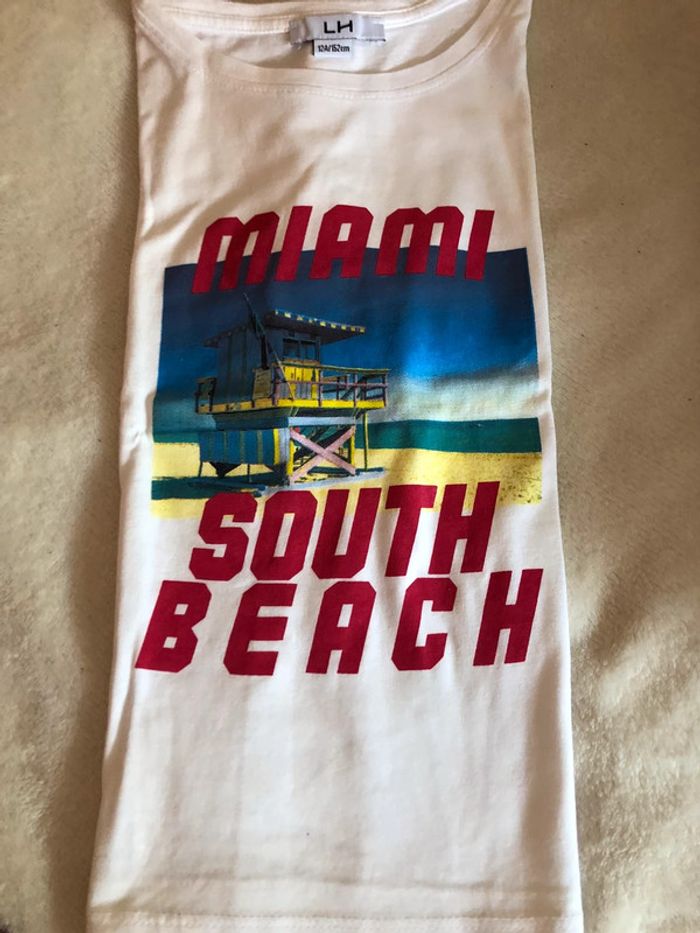 LH
12A/152cm
MIAMI
SOUTH
BEACH